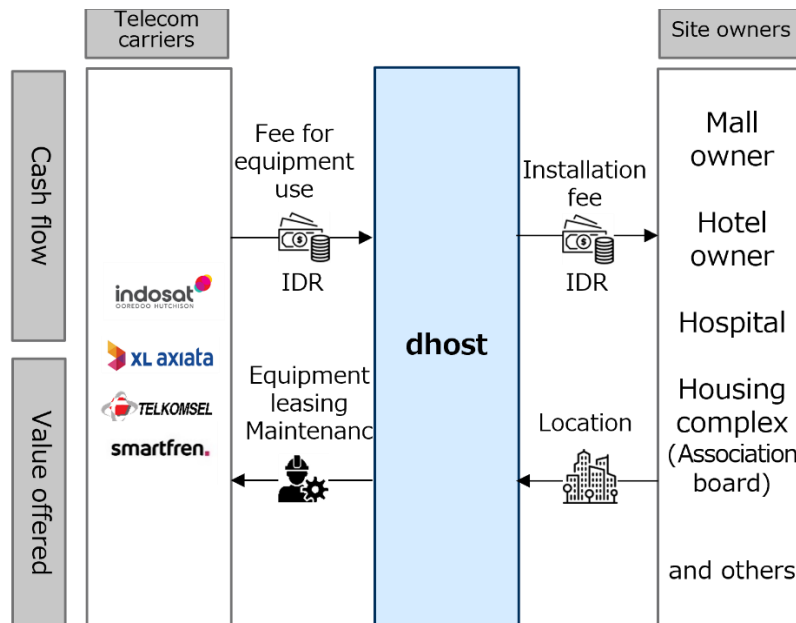 Telecom
carriers
Site owners
Cash flow
Fee for
equipment
use
IDR
Installation
fee
IDR
Mall
owner
Hotel
owner
Hospital
Housing
complex
(Association
board)
and others
indosat
OOREDOO HUTCHISON
XL axiata
TELKOMSEL
smartfren.
dhost
Value offered
Equipment
leasing
Maintenanc
Location